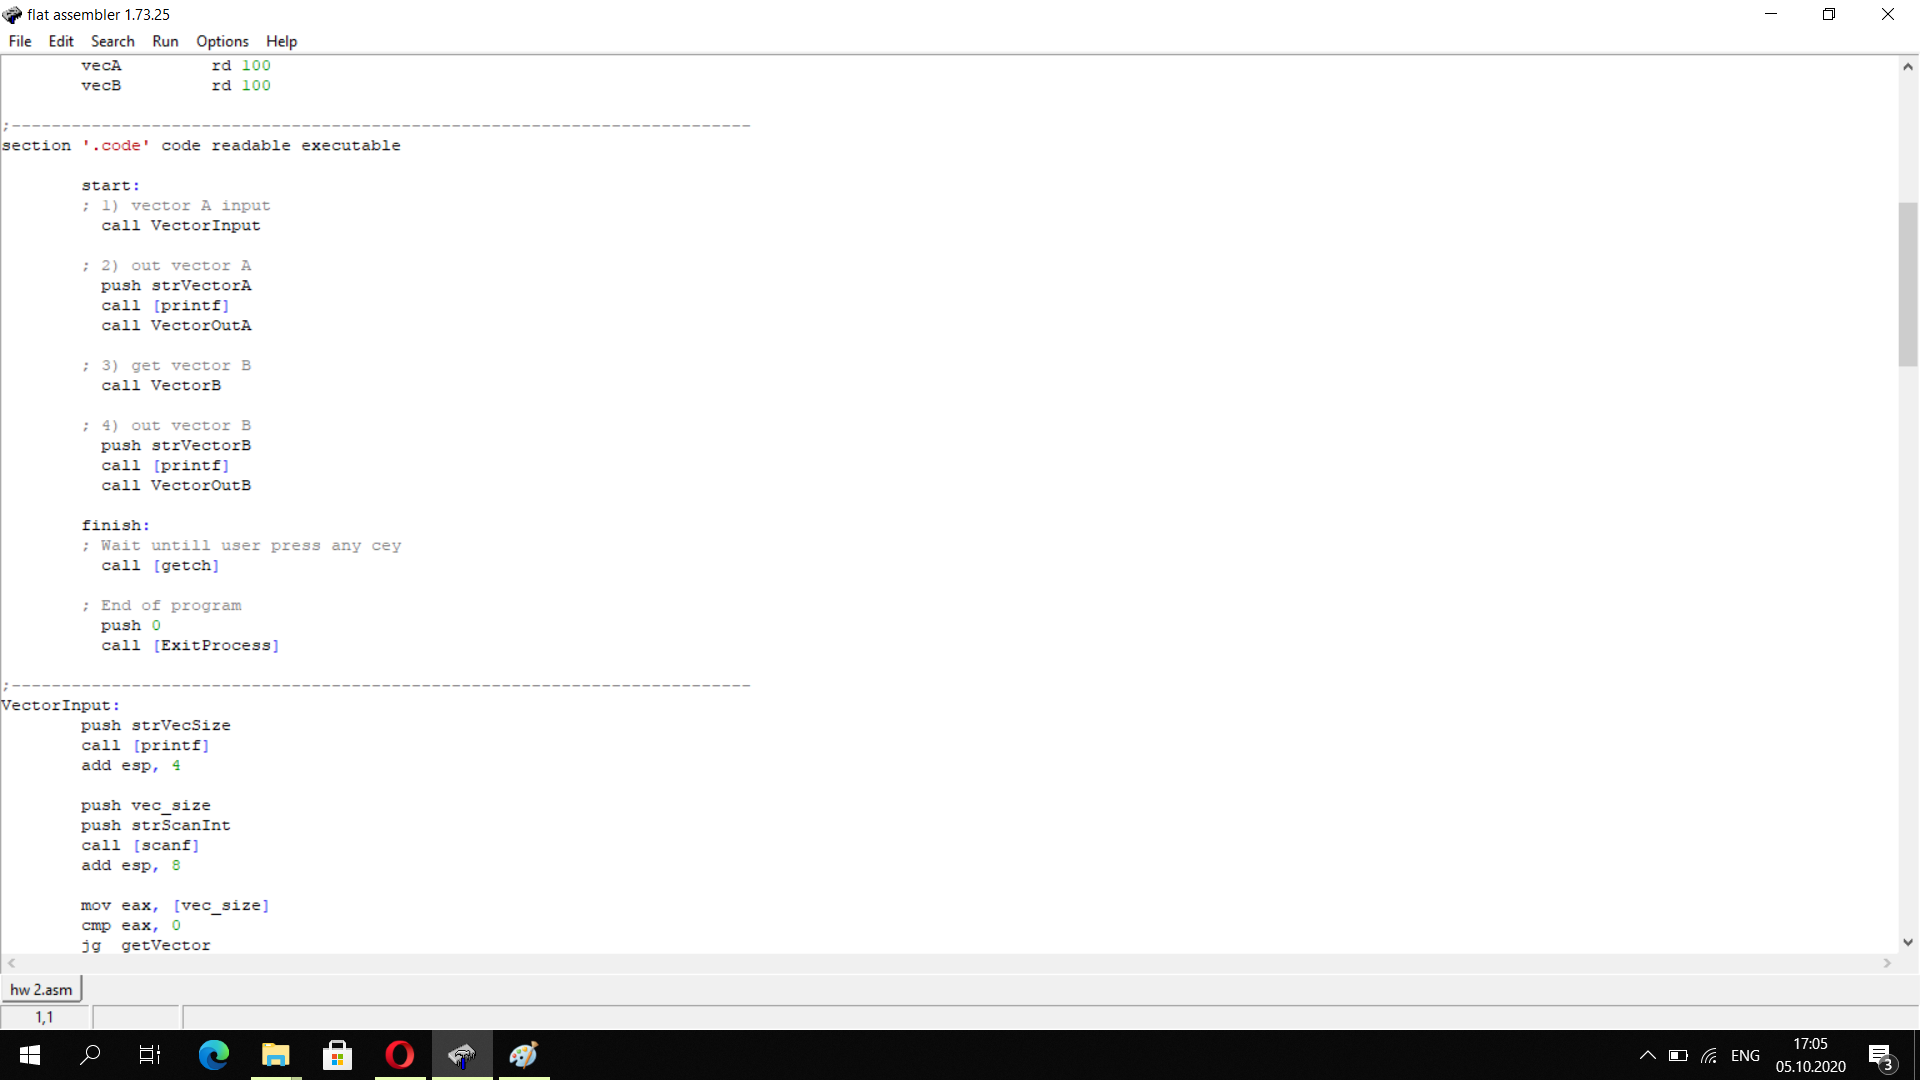 flat assembler 1.73.25
File Edit Search Run Options Help
vecA rd 100
vecB rd 100
;--------------------------------------------------------------------------
section '.code' code readable executable
start:
; 1) vector A input
call VectorInput
; 2) out vector A
push strVectorA
call [printf]
call VectorOutA
; 3) get vector B
call VectorB
; 4) out vector B
push strVectorB
call [printf]
call VectorOutB
finish:
; Wait untill user press any cey
call [getch]
; End of program
push 0
call [ExitProcess]
;--------------------------------------------------------------------------
VectorInput:
push strVecSize
call [printf]
add esp, 4
push vec_size
push strScanInt
call [scanf]
add esp, 8
mov eax, [vec_size]
cmp eax, 0
jg getVector
hw 2.asm
1,1
ENG
17:05
05.10.2020
3